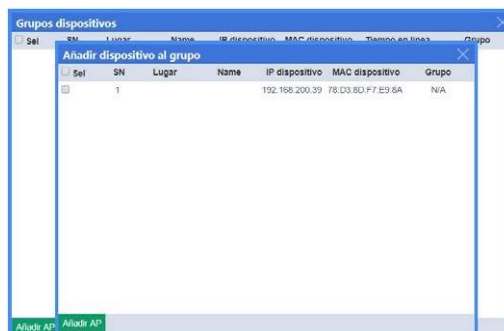 Grupos dispositivos
Sel SN Lugar Name IP dispositivo MAC dispositivo Tiempo en línea Grupo
Añadir dispositivo al grupo
Sel SN Lugar Name IP dispositivo MAC dispositivo Grupo
1 192.168.200.39 78:D3:8D:F7:E9:8A N/A
Añadir AP
Añadir AP